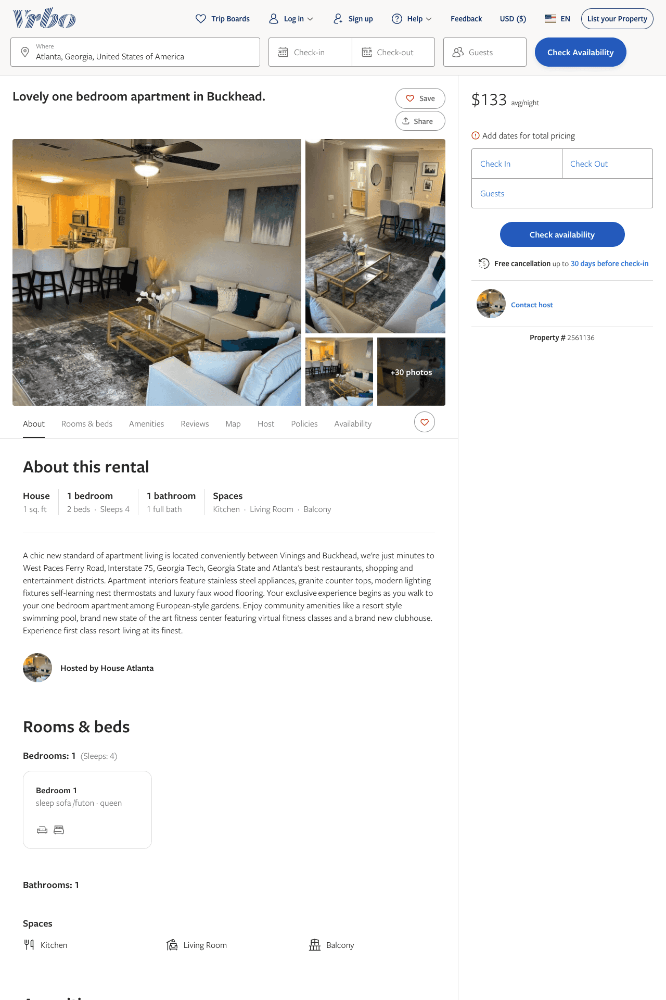 Vrbo
Trip Boards
Log in
Sign up
Help
Feedback
USD ($)
EN
List your Property
Where
Atlanta, Georgia, United States of America
Check-in
Check-out
Guests
Check Availability
Lovely one bedroom apartment in Buckhead.
Save
Share
+30 photos
$133 avg/night
Add dates for total pricing
Check In
Check Out
Guests
Check availability
Free cancellation up to 30 days before check-in
Contact host
Property # 2561136
About
Rooms & beds
Amenities
Reviews
Map
Host
Policies
Availability
About this rental
House
1 sq. ft
1 bedroom
2 beds · Sleeps 4
1 bathroom
1 full bath
Spaces
Kitchen · Living Room · Balcony
A chic new standard of apartment living is located conveniently between Vinings and Buckhead, we're just minutes to
West Paces Ferry Road, Interstate 75, Georgia Tech, Georgia State and Atlanta's best restaurants, shopping and
entertainment districts. Apartment interiors feature stainless steel appliances, granite counter tops, modern lighting
fixtures self-learning nest thermostats and luxury faux wood flooring. Your exclusive experience begins as you walk to
your one bedroom apartment among European-style gardens. Enjoy community amenities like a resort style
swimming pool, brand new state of the art fitness center featuring virtual fitness classes and a brand new clubhouse.
Experience first class resort living at its finest.
Hosted by House Atlanta
Rooms & beds
Bedrooms: 1 (Sleeps: 4)
Bedroom 1
sleep sofa /futon · queen
Bathrooms: 1
Spaces
Kitchen
Living Room
Balcony